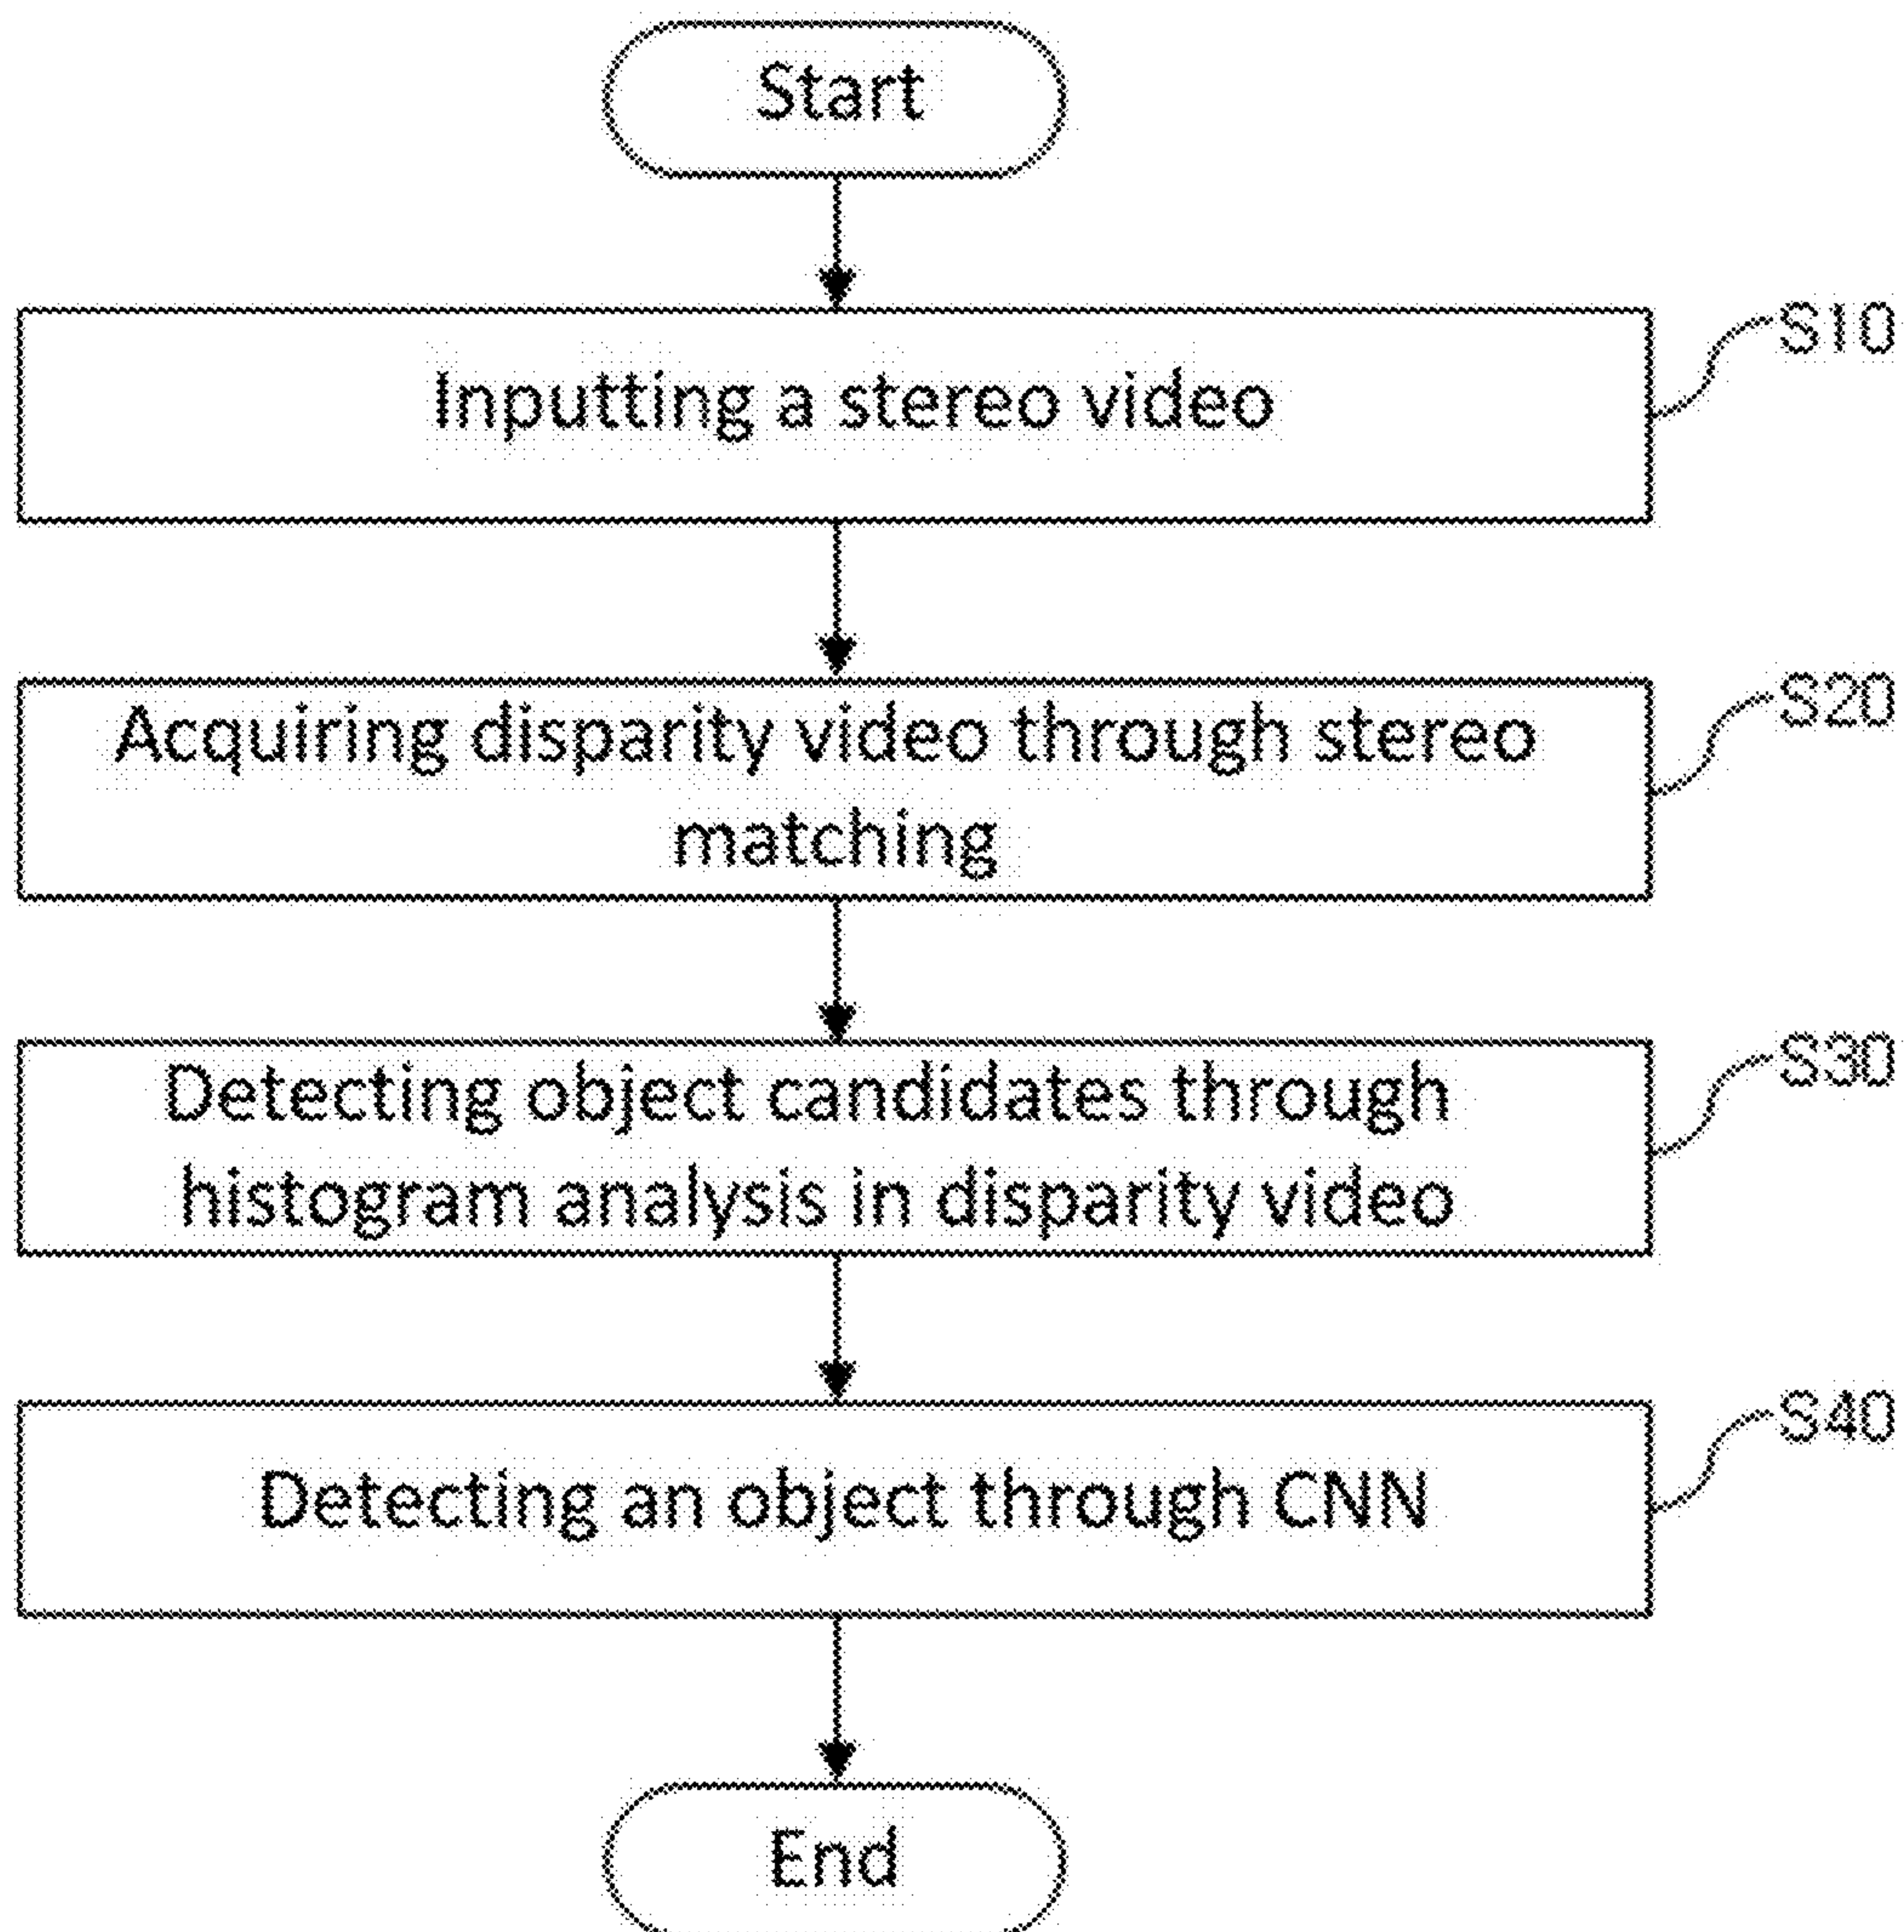 Start
Inputting a stereo video
S10
Acquiring disparity video through stereo
matching
S20
Detecting object candidates through
histogram analysis in disparity video
S30
Detecting an object through CNN
S40
End